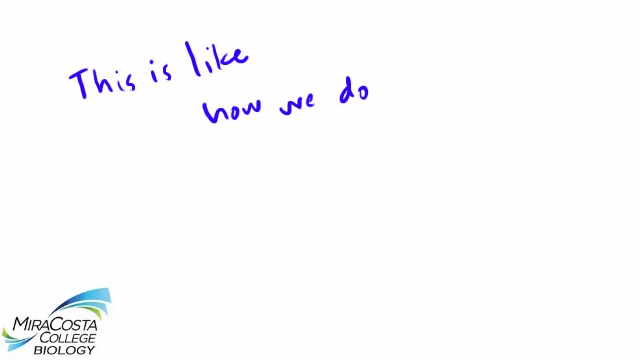 This is like
how we do
MIRACOSTA
COLLEGE
BIOLOGY